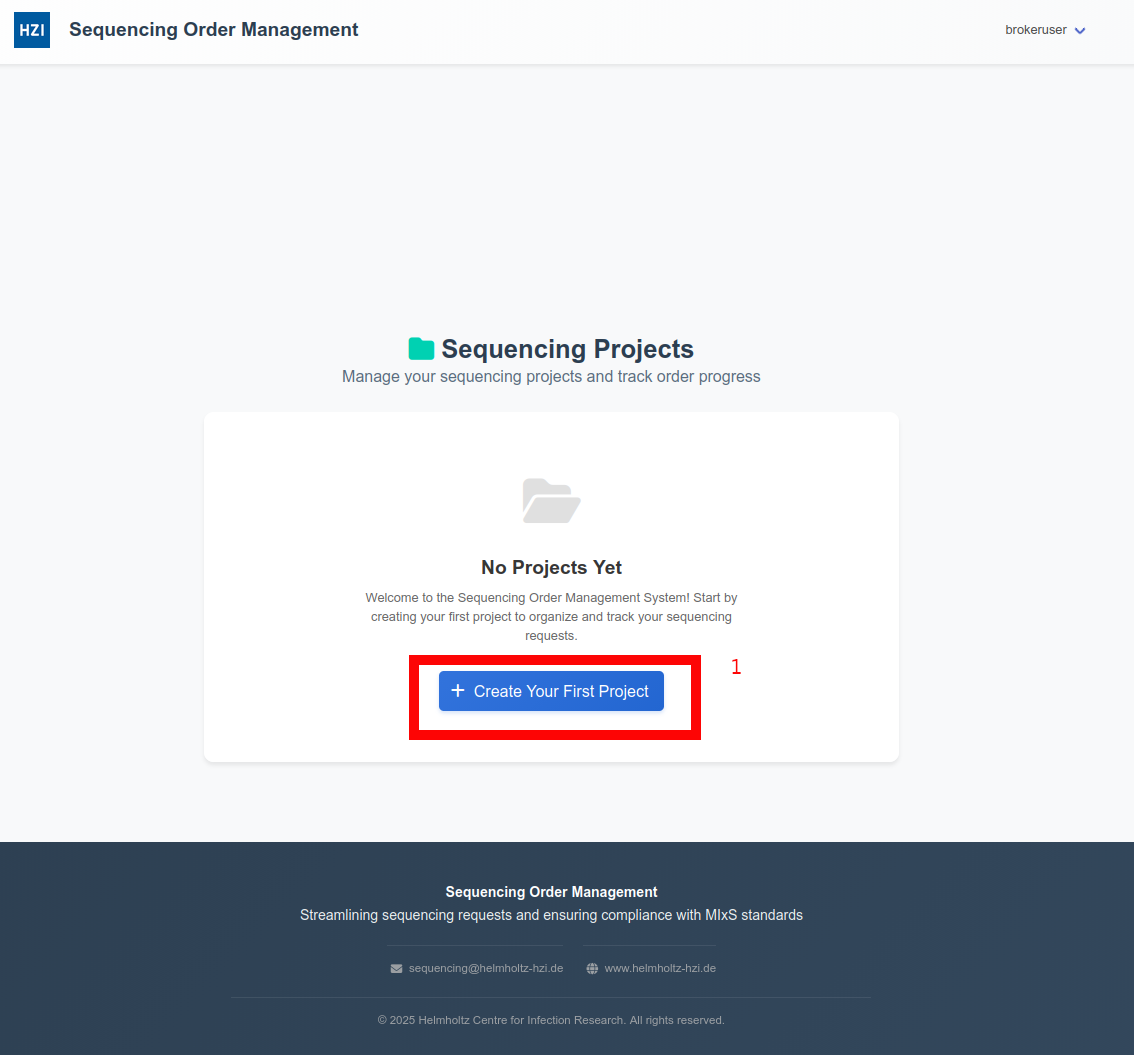 HZI Sequencing Order Management
brokeruser
Sequencing Projects
Manage your sequencing projects and track order progress
No Projects Yet
Welcome to the Sequencing Order Management System! Start by
creating your first project to organize and track your sequencing
requests.
1
+ Create Your First Project
Sequencing Order Management
Streamlining sequencing requests and ensuring compliance with MIxS standards
sequencing@helmholtz-hzi.de
www.helmholtz-hzi.de
© 2025 Helmholtz Centre for Infection Research. All rights reserved.